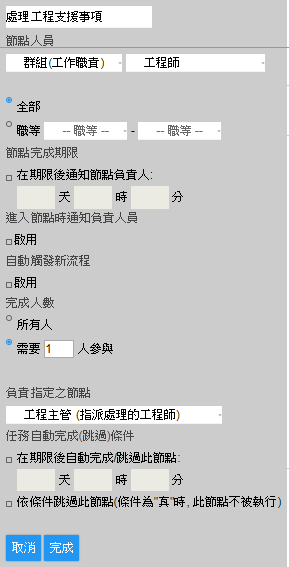 處理工程支援事項
節點人員
群組(工作職責) 工程師
全部
職等 -- 職等 -- - -- 職等 --
節點完成期限
在期限後通知節點負責人:
天 時 分
進入節點時通知負責人員
啟用
自動觸發新流程
啟用
完成人數
所有人
需要 1 人參與
負責指定之節點
工程主管 (指派處理的工程師)
任務自動完成(跳過)條件
在期限後自動完成/跳過此節點:
天 時 分
依條件跳過此節點(條件為"真"時, 此節點不被執行)
取消 完成